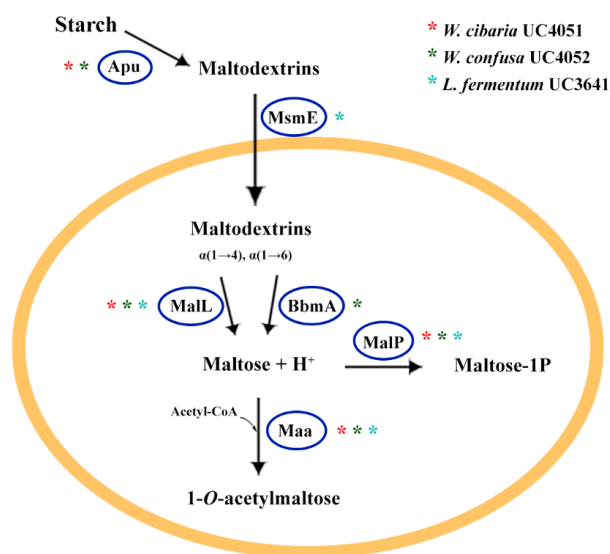 Starch
* * Apu
Maltodextrins
MsmE *
* W. cibaria UC4051
* W. confusa UC4052
* L. fermentum UC3641
Maltodextrins
α(1→4), α(1→6)
* * * MalL
BbmA *
MalP * * *
Maltose + H⁺
Maltose-1P
Acetyl-CoA
Maa * * *
1-O-acetylmaltose